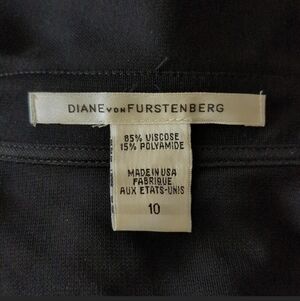 DIANE VON FURSTENBERG
85% VISCOSE
15% POLYAMIDE
MADE IN USA
FABRIQUE
AUX ETATS-UNIS
10